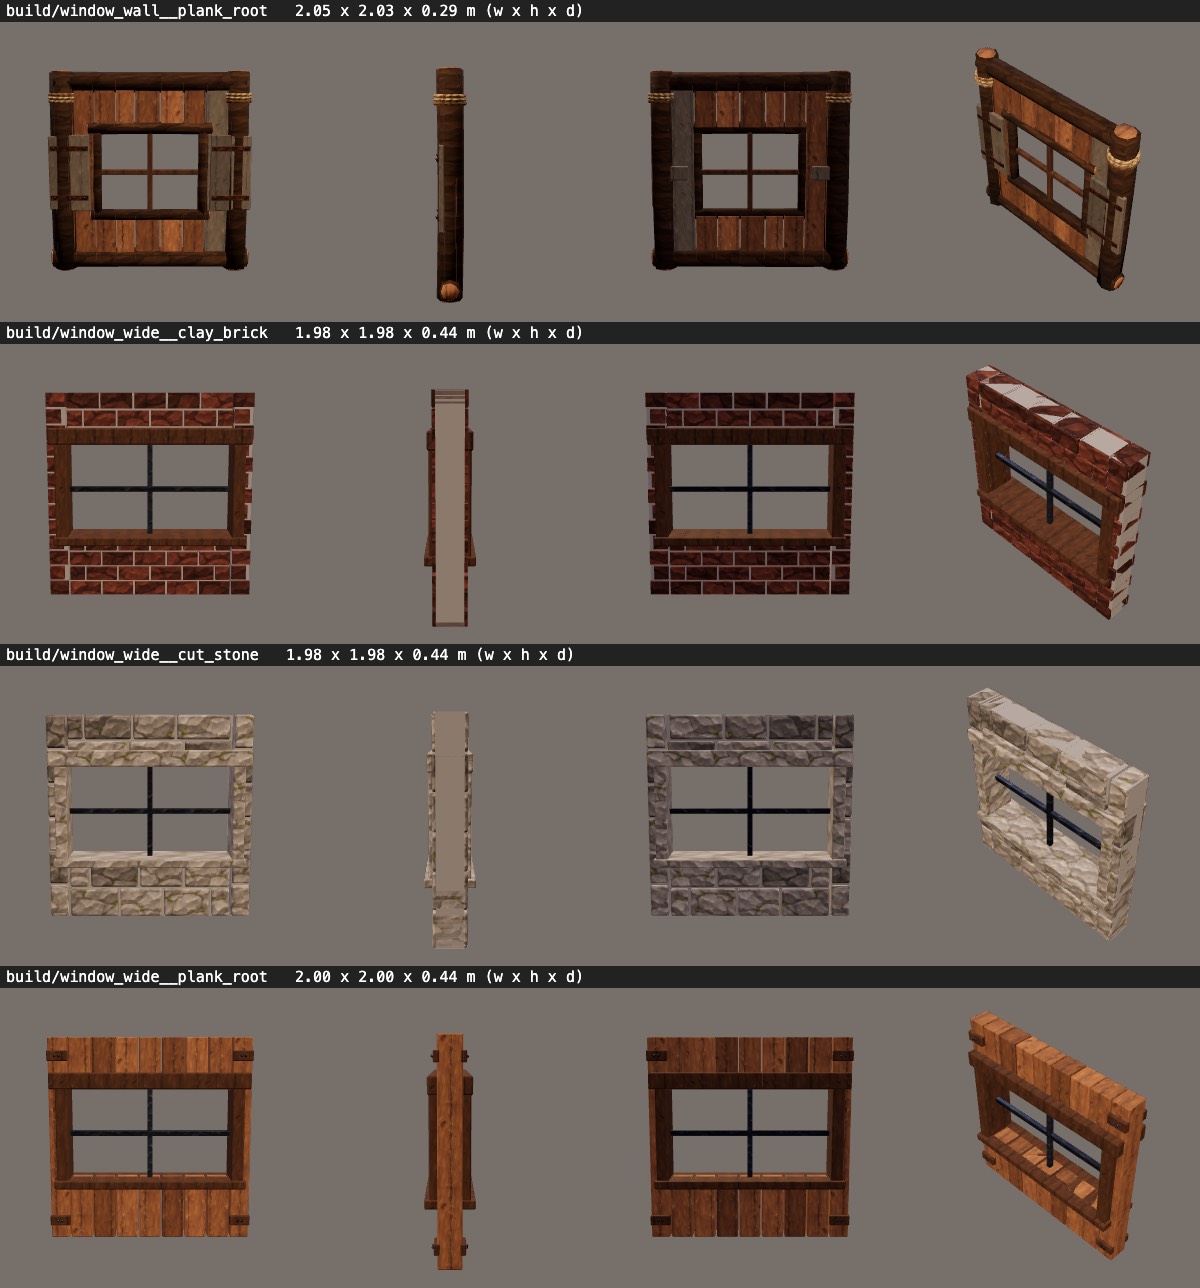 build/window_wall__plank_root   2.05 x 2.03 x 0.29 m (w x h x d)
build/window_wide__clay_brick   1.98 x 1.98 x 0.44 m (w x h x d)
build/window_wide__cut_stone   1.98 x 1.98 x 0.44 m (w x h x d)
build/window_wide__plank_root   2.00 x 2.00 x 0.44 m (w x h x d)